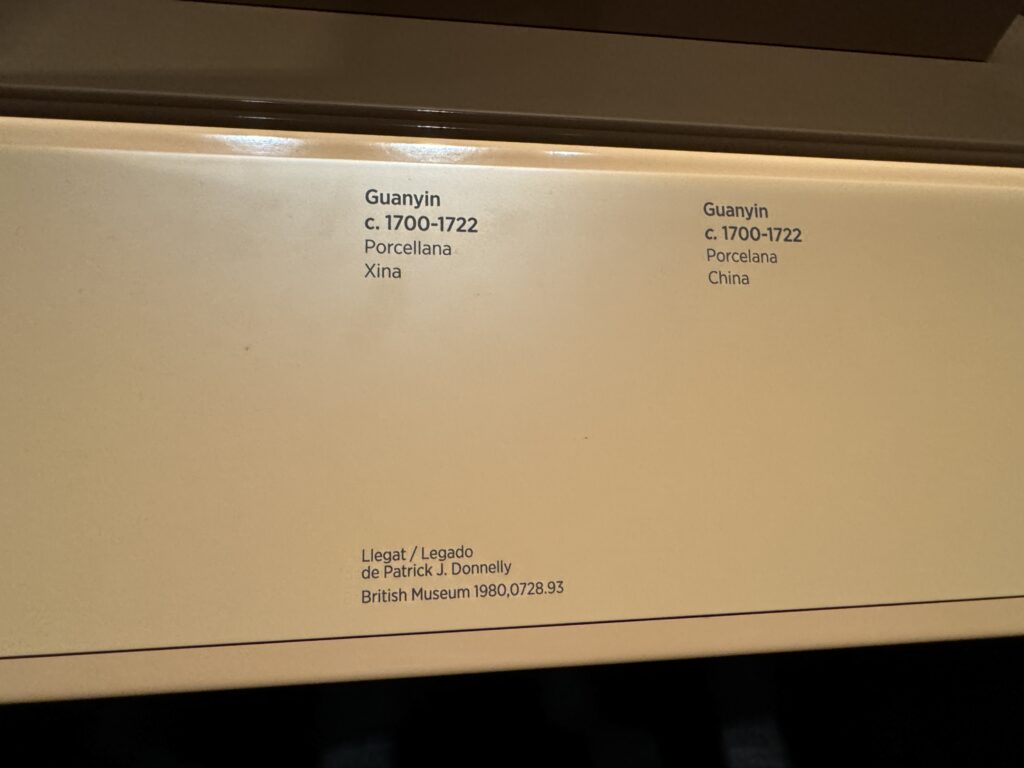 Guanyin
c. 1700-1722
Porcellana
Xina
Guanyin
c. 1700-1722
Porcelana
China
Llegat / Legado
de Patrick J. Donnelly
British Museum 1980,0728.93